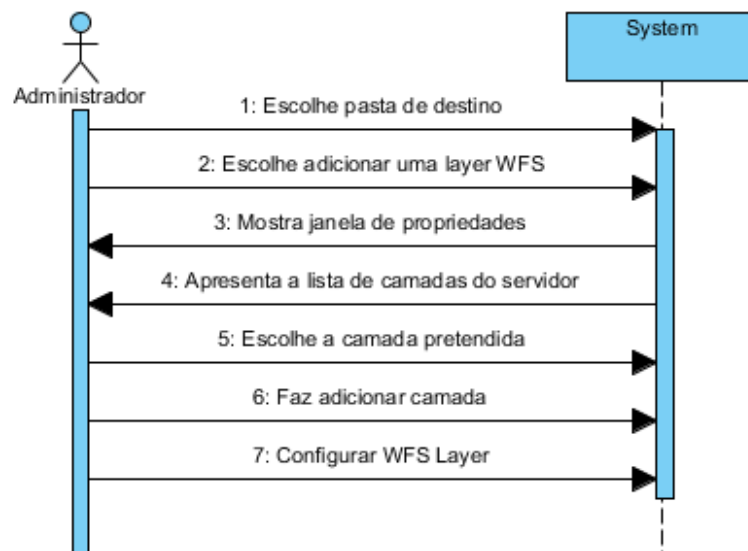 System
Administrador
1: Escolhe pasta de destino
2: Escolhe adicionar uma layer WFS
3: Mostra janela de propriedades
4: Apresenta a lista de camadas do servidor
5: Escolhe a camada pretendida
6: Faz adicionar camada
7: Configurar WFS Layer